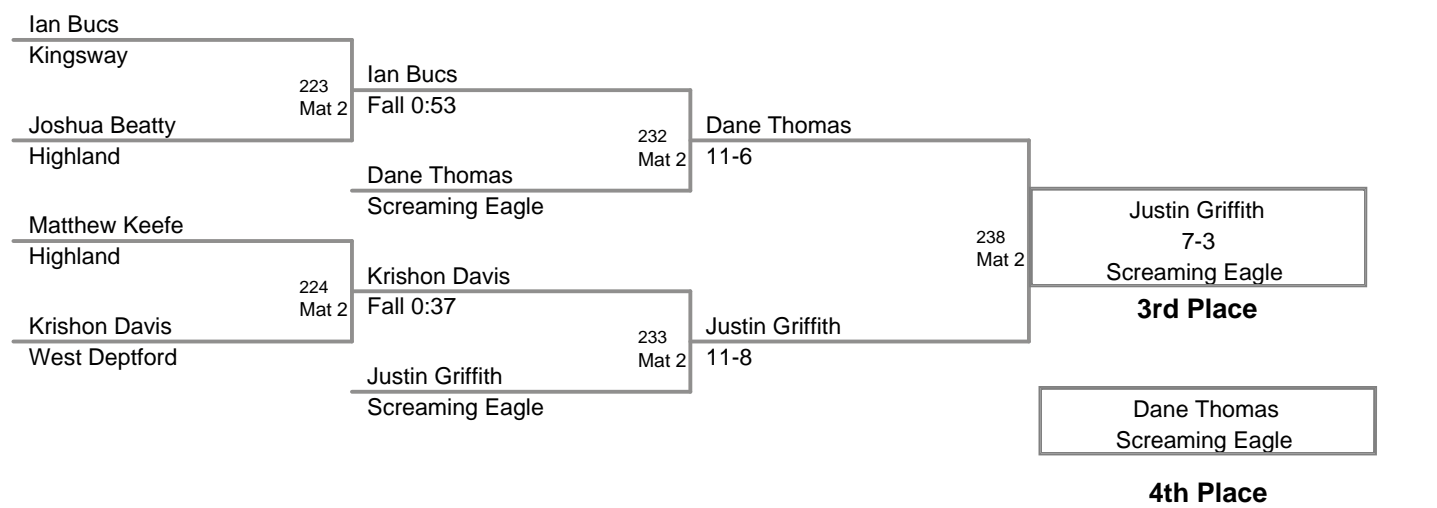 Ian Bucs
Kingsway
223
Mat 2
Joshua Beatty
Highland
Ian Bucs
Fall 0:53
232
Mat 2
Dane Thomas
Screaming Eagle
Matthew Keefe
Highland
224
Mat 2
Krishon Davis
West Deptford
Krishon Davis
Fall 0:37
233
Mat 2
Justin Griffith
Screaming Eagle
Dane Thomas
11-6
238
Mat 2
Justin Griffith
11-8
Justin Griffith
7-3
Screaming Eagle
3rd Place
Dane Thomas
Screaming Eagle
4th Place